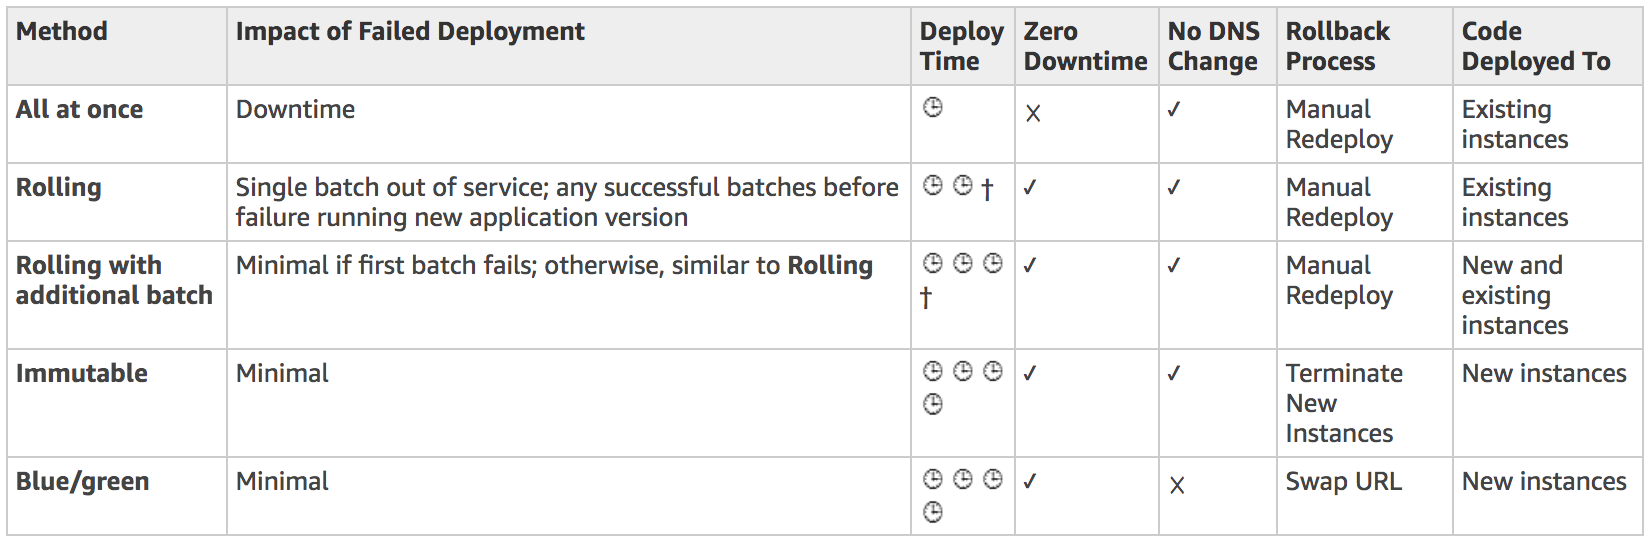 Method Impact of Failed Deployment Deploy Time Zero Downtime No DNS Change Rollback Process Code Deployed To
All at once Downtime 🕒 ☓ ✓ Manual Redeploy Existing instances
Rolling Single batch out of service; any successful batches before failure running new application version 🕒 🕒 † ✓ ✓ Manual Redeploy Existing instances
Rolling with additional batch Minimal if first batch fails; otherwise, similar to Rolling 🕒 🕒 🕒 † ✓ ✓ Manual Redeploy New and existing instances
Immutable Minimal 🕒 🕒 🕒 🕒 ✓ ✓ Terminate New Instances New instances
Blue/green Minimal 🕒 🕒 🕒 🕒 ✓ ☓ Swap URL New instances